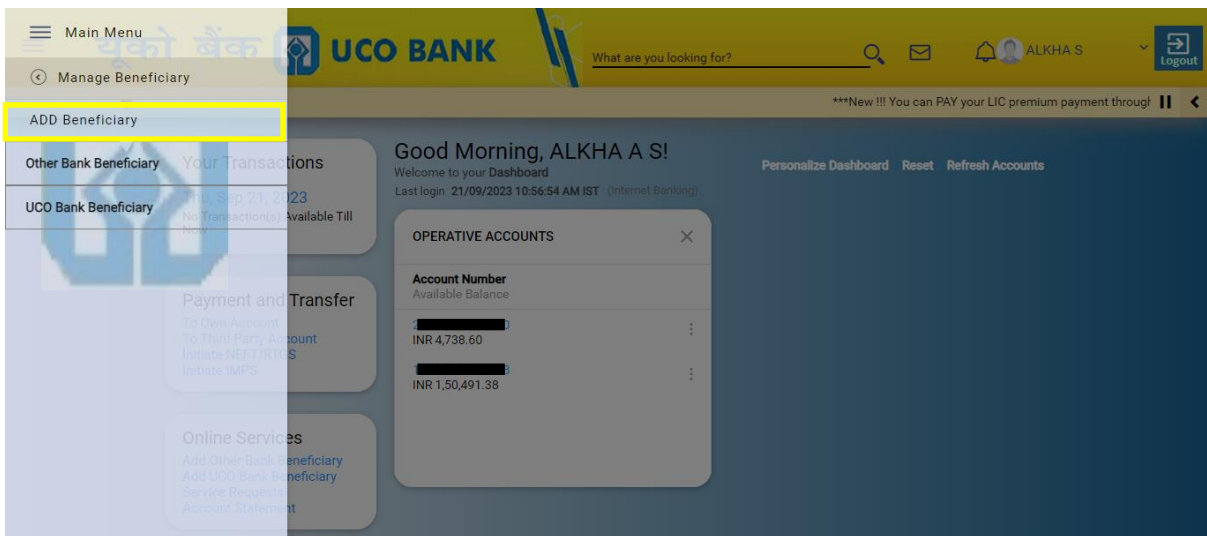 Main Menu
यूको बैंक
UCO BANK
What are you looking for?
ALKHA S
Logout
Manage Beneficiary
***New !!! You can PAY your LIC premium payment through
ADD Beneficiary
Other Bank Beneficiary
UCO Bank Beneficiary
Your Transactions
Thu, Sep 21, 2023
No Transaction(s) Available Till
Now
Good Morning, ALKHA A S!
Welcome to your Dashboard
Last login 21/09/2023 10:56:54 AM IST (Internet Banking)
Personalize Dashboard Reset Refresh Accounts
OPERATIVE ACCOUNTS
Account Number
Available Balance
INR 4,738.60
INR 1,50,491.38
Payment and Transfer
To Own Account
To Third Party Account
Initiate NEFT/RTGS
Initiate IMPS
Online Services
Add Other Bank Beneficiary
Add UCO Bank Beneficiary
Service Requests
Account Statement